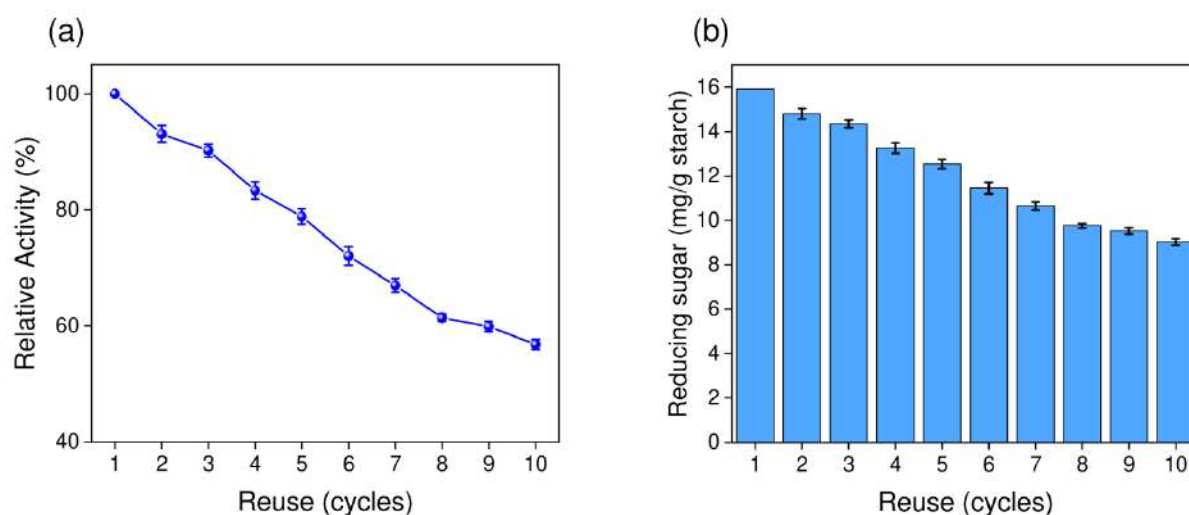 (a)
Relative Activity (%)
100
80
60
40
1 2 3 4 5 6 7 8 9 10
Reuse (cycles)
(b)
Reducing sugar (mg/g starch)
16
14
12
10
8
6
4
2
0
1 2 3 4 5 6 7 8 9 10
Reuse (cycles)